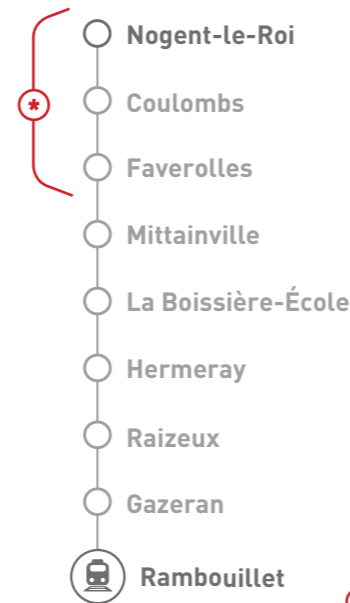 Nogent-le-Roi
*
Coulombs
Faverolles
Mittainville
La Boissière-École
Hermeray
Raizeux
Gazeran
Rambouillet